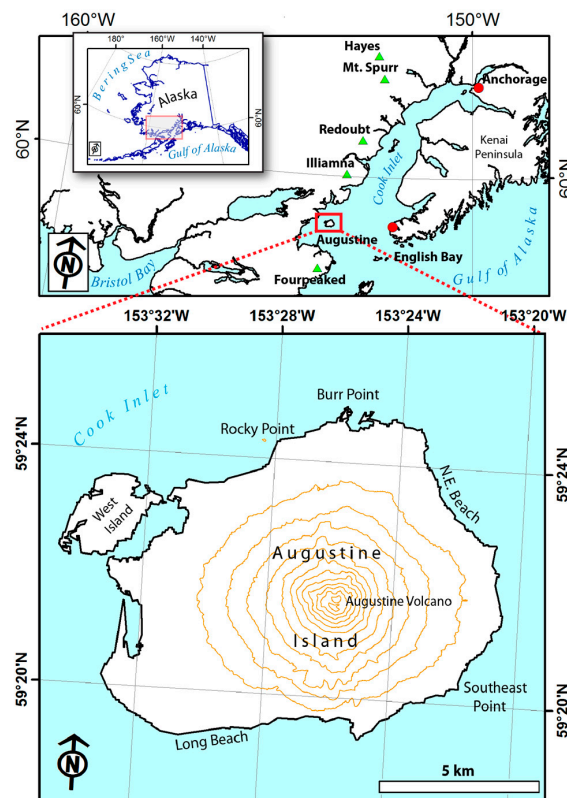 160°W
150°W
180°
160°W
140°W
Bering Sea
Alaska
60°N
60°N
Gulf of Alaska
Hayes
Mt. Spurr
Anchorage
Redoubt
Kenai
Peninsula
Illiamna
Cook Inlet
60°N
60°N
Augustine
English Bay
Fourpeaked
Bristol Bay
Gulf of Alaska
N
153°32'W
153°28'W
153°24'W
153°20'W
Cook Inlet
Burr Point
Rocky Point
59°24'N
59°24'N
N.E. Beach
West
Island
Augustine
Augustine Volcano
Island
59°20'N
59°20'N
Southeast
Point
Long Beach
N
5 km